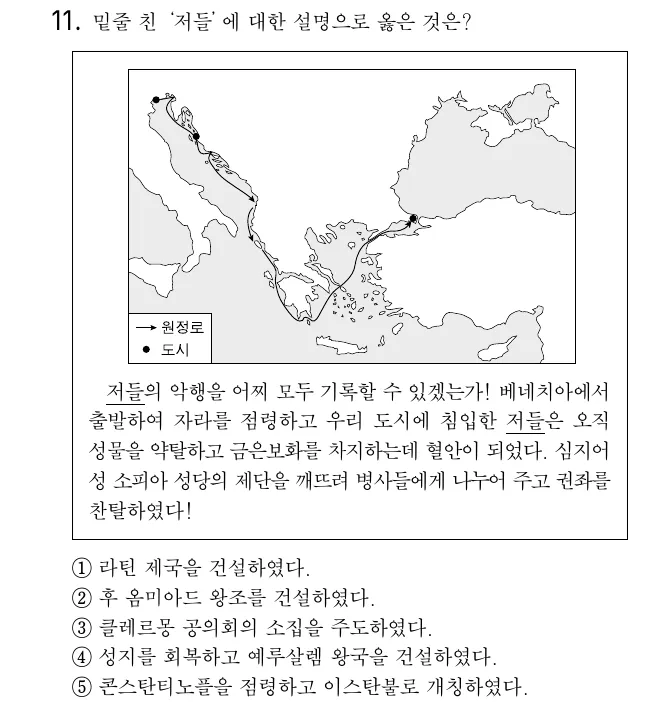 11. 밑줄 친 ‘저들’에 대한 설명으로 옳은 것은?
→ 원정로
● 도시
저들의 악행을 어찌 모두 기록할 수 있겠는가! 베네치아에서
출발하여 자라를 점령하고 우리 도시에 침입한 저들은 오직
성물을 약탈하고 금은보화를 차지하는데 혈안이 되었다. 심지어
성 소피아 성당의 제단을 깨뜨려 병사들에게 나누어 주고 권좌를
찬탈하였다!
① 라틴 제국을 건설하였다.
② 후 옴미아드 왕조를 건설하였다.
③ 클레르몽 공의회의 소집을 주도하였다.
④ 성지를 회복하고 예루살렘 왕국을 건설하였다.
⑤ 콘스탄티노플을 점령하고 이스탄불로 개칭하였다.